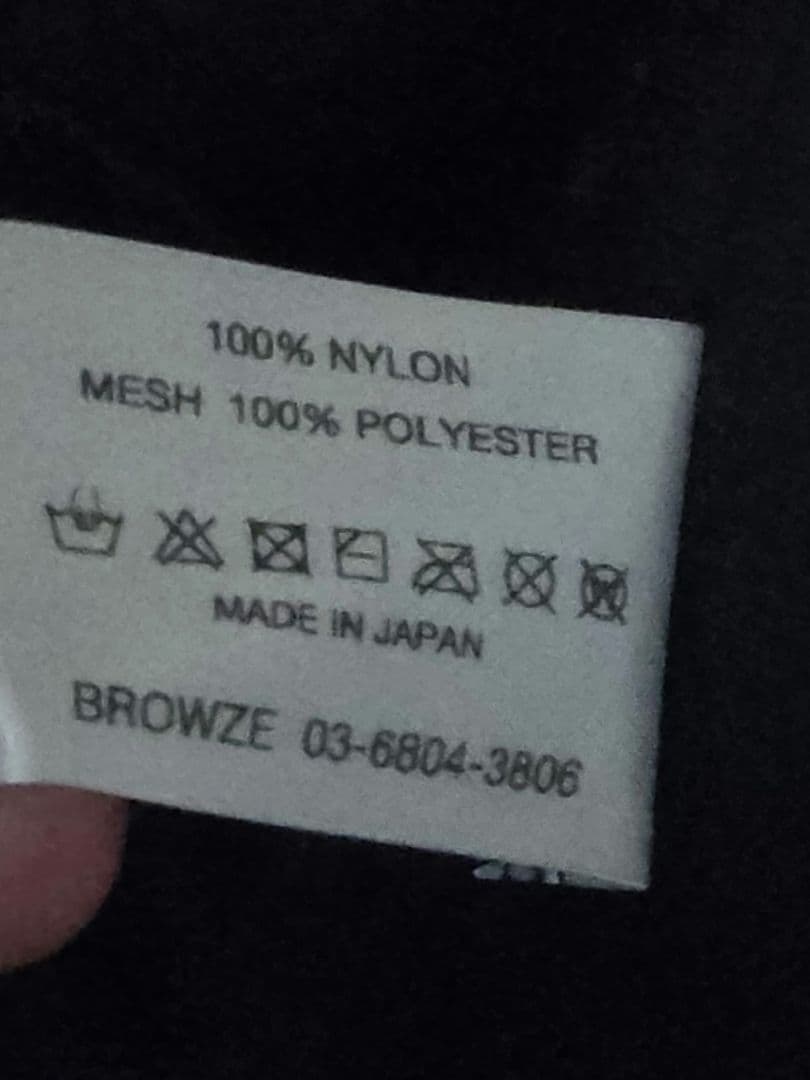 100% NYLON
MESH 100% POLYESTER
MADE IN JAPAN
BROWZE 03-6804-3806